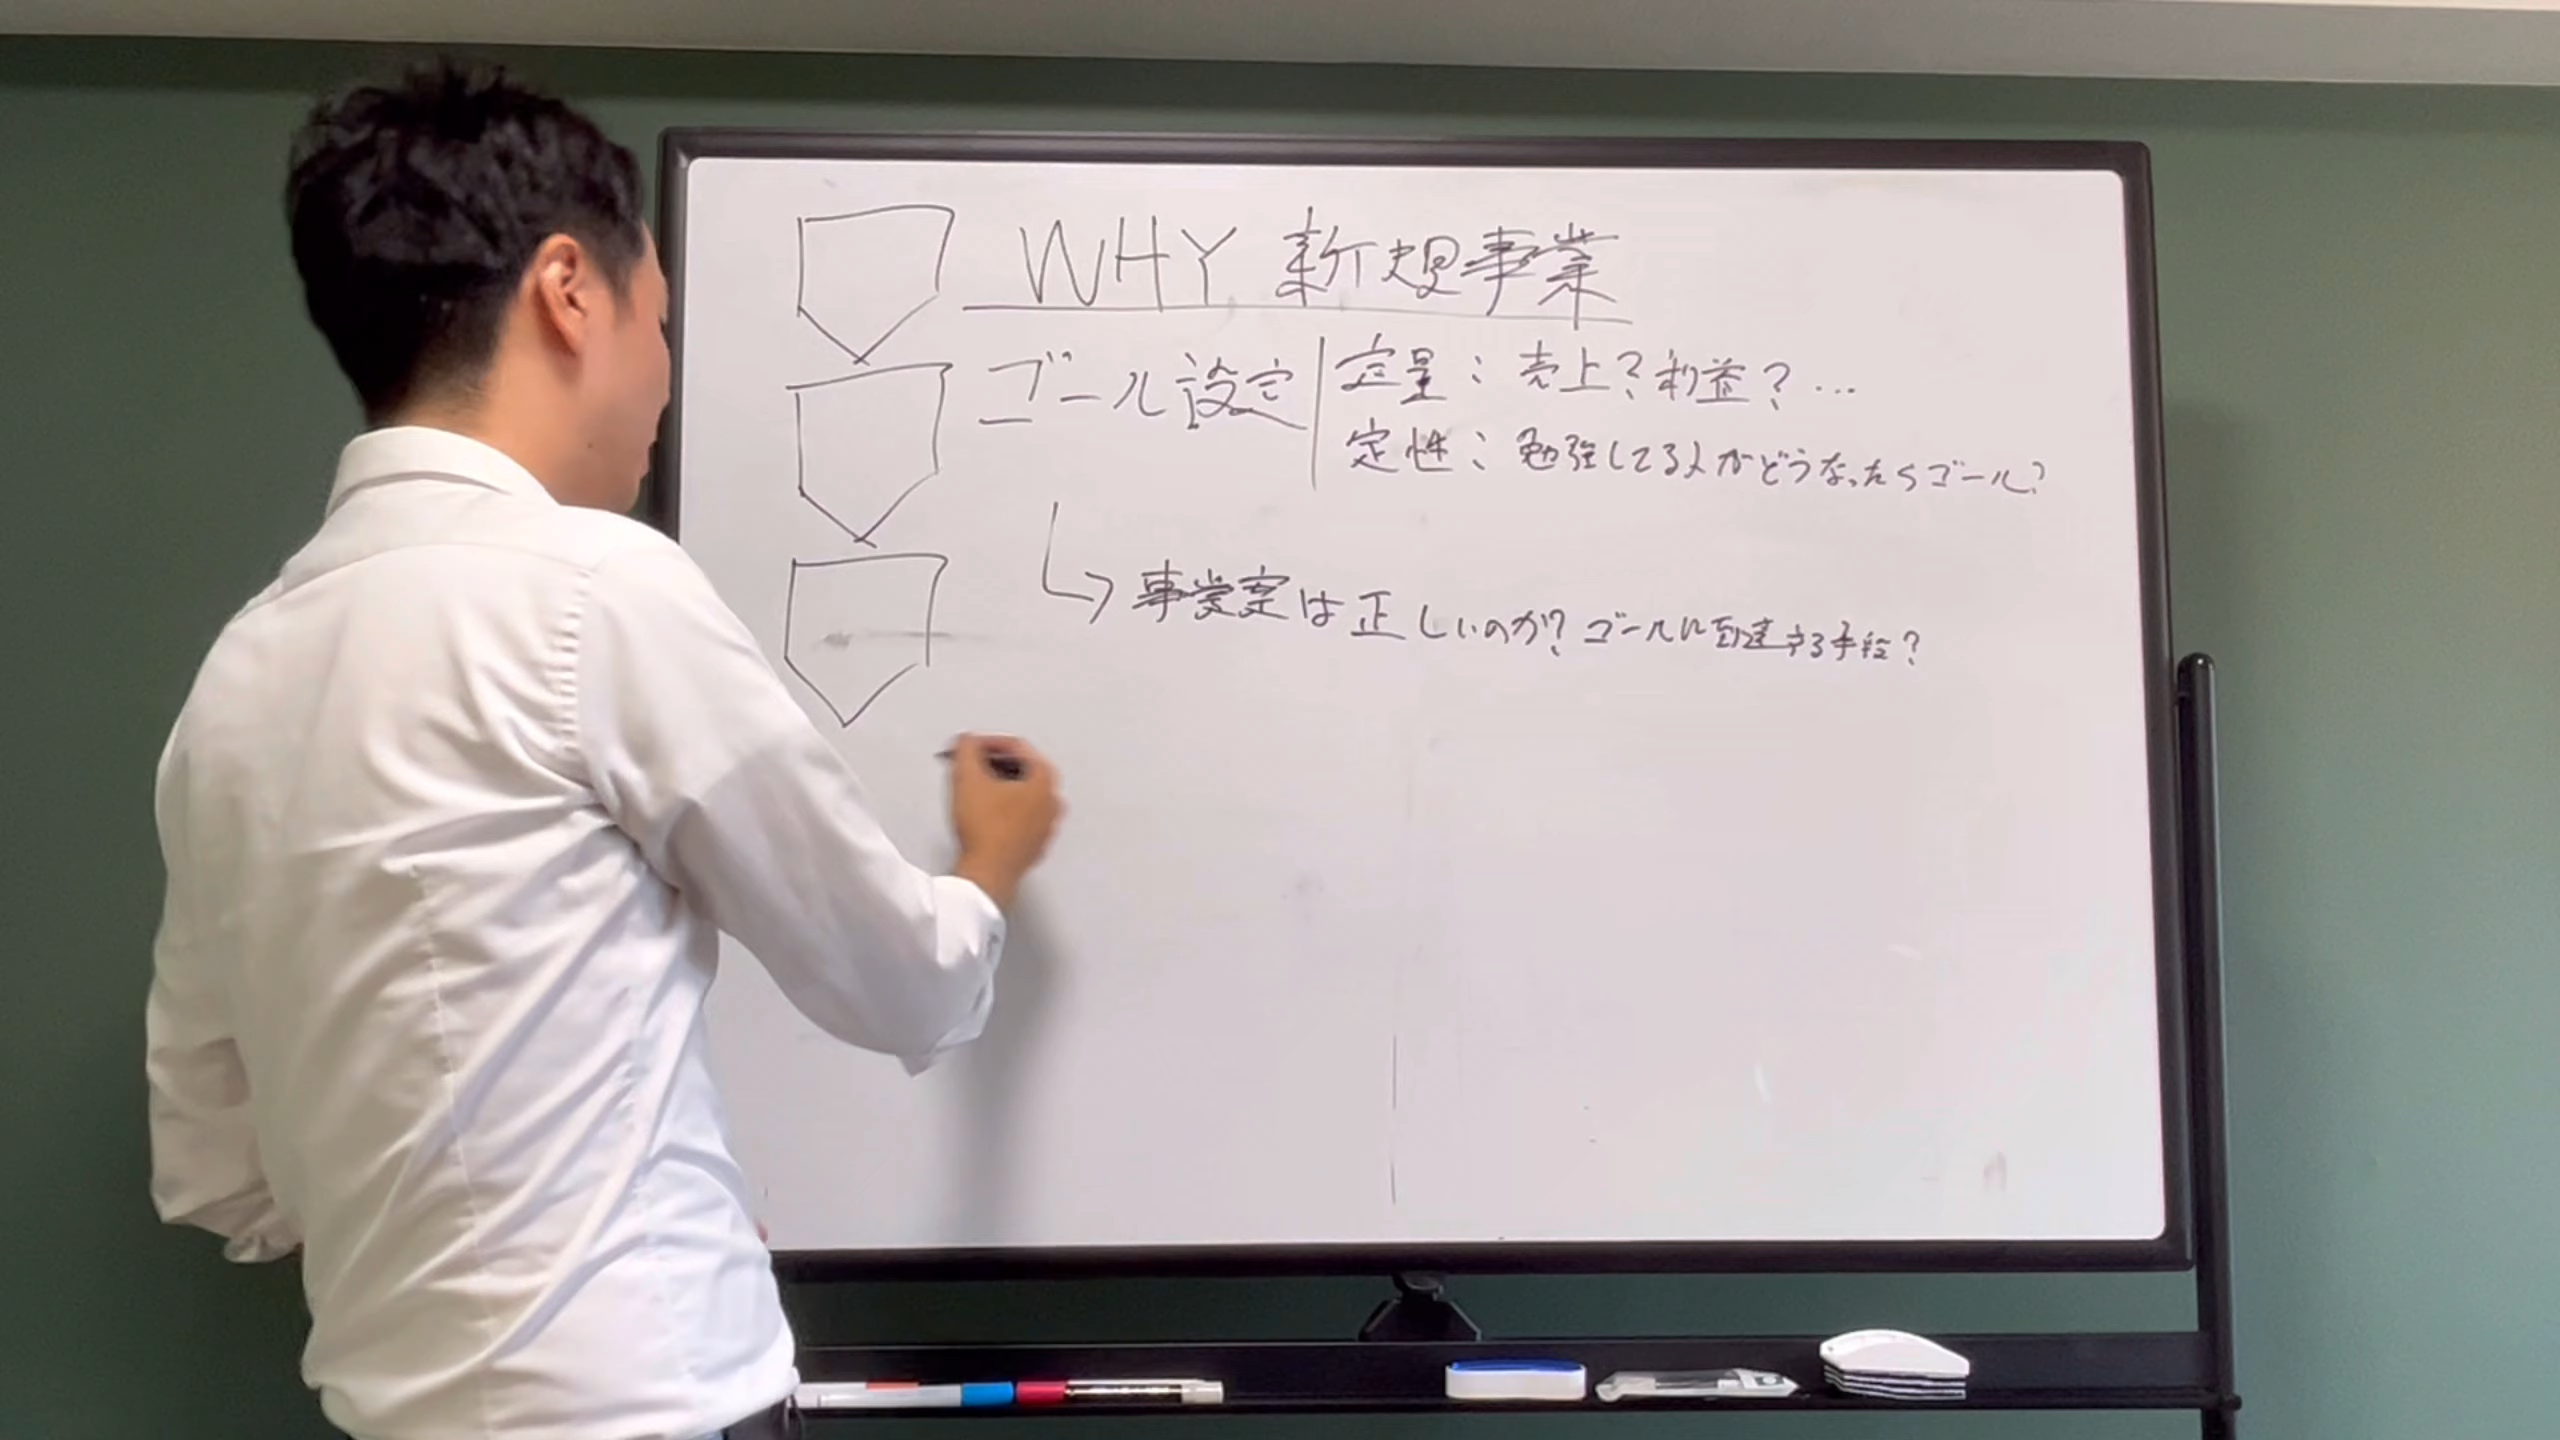 WHY 新規事業
ゴール設定
定量：売上？利益？…
定性：勉強してる人がどうなったらゴール？
事業案は正しいのか？ゴールに到達する手段？